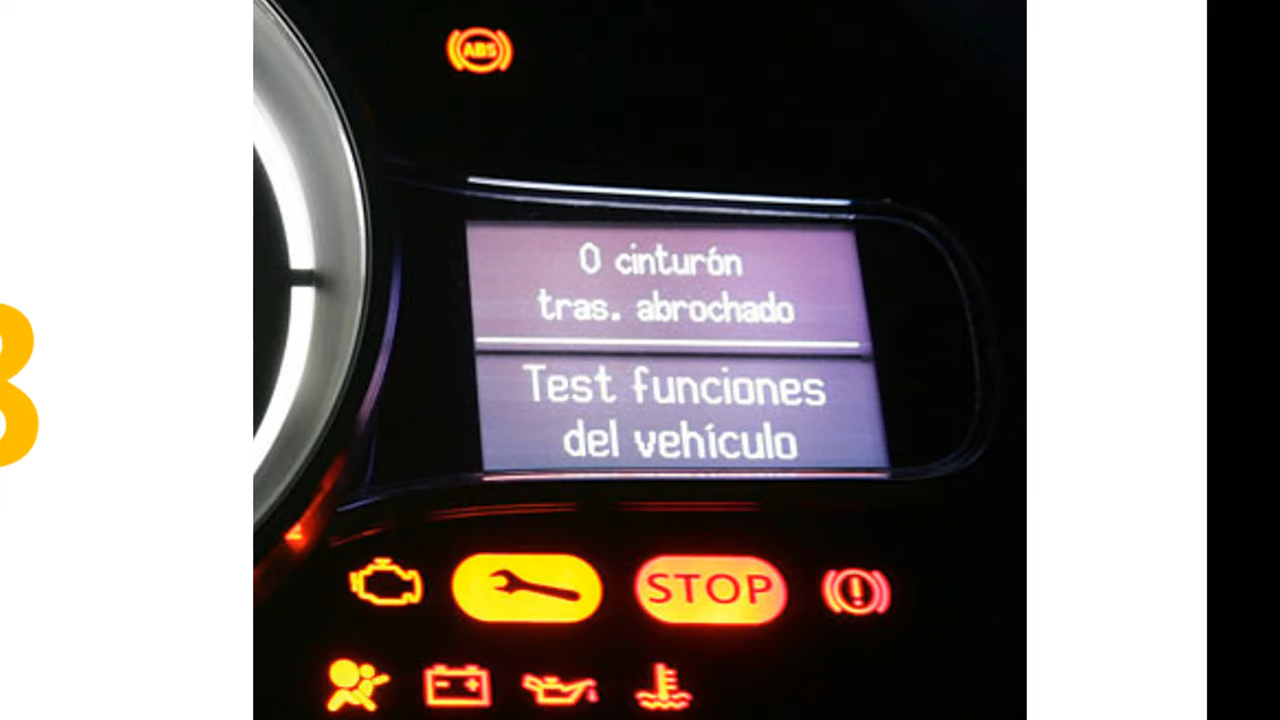 ABS
0 cinturón
tras. abrochado
Test funciones
del vehículo
STOP